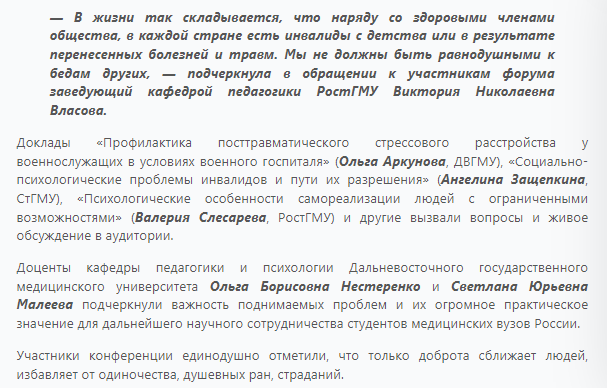 — В жизни так складывается, что наряду со здоровыми членами
общества, в каждой стране есть инвалиды с детства или в результате
перенесенных болезней и травм. Мы не должны быть равнодушными к
бедам других, — подчеркнула в обращении к участникам форума
заведующий кафедрой педагогики РостГМУ Виктория Николаевна
Власова.
Доклады «Профилактика посттравматического стрессового расстройства у
военнослужащих в условиях военного госпиталя» (Ольга Аркунова, ДВГМУ), «Социально-
психологические проблемы инвалидов и пути их разрешения» (Ангелина Защепкина,
СтГМУ), «Психологические особенности самореализации людей с ограниченными
возможностями» (Валерия Слесарева, РостГМУ) и другие вызвали вопросы и живое
обсуждение в аудитории.
Доценты кафедры педагогики и психологии Дальневосточного государственного
медицинского университета Ольга Борисовна Нестеренко и Светлана Юрьевна
Малеева подчеркнули важность поднимаемых проблем и их огромное практическое
значение для дальнейшего научного сотрудничества студентов медицинских вузов России.
Участники конференции единодушно отметили, что только доброта сближает людей,
избавляет от одиночества, душевных ран, страданий.